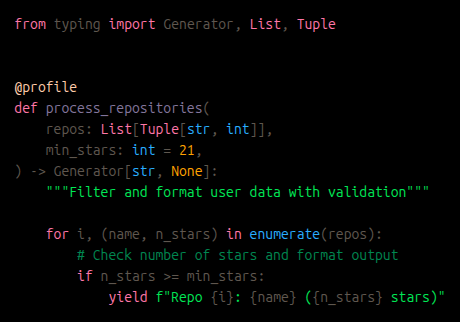 from typing import Generator, List, Tuple
@profile
def process_repositories(
    repos: List[Tuple[str, int]],
    min_stars: int = 21,
) -> Generator[str, None]:
    """Filter and format user data with validation"""
    for i, (name, n_stars) in enumerate(repos):
        # Check number of stars and format output
        if n_stars >= min_stars:
            yield f"Repo {i}: {name} ({n_stars} stars)"